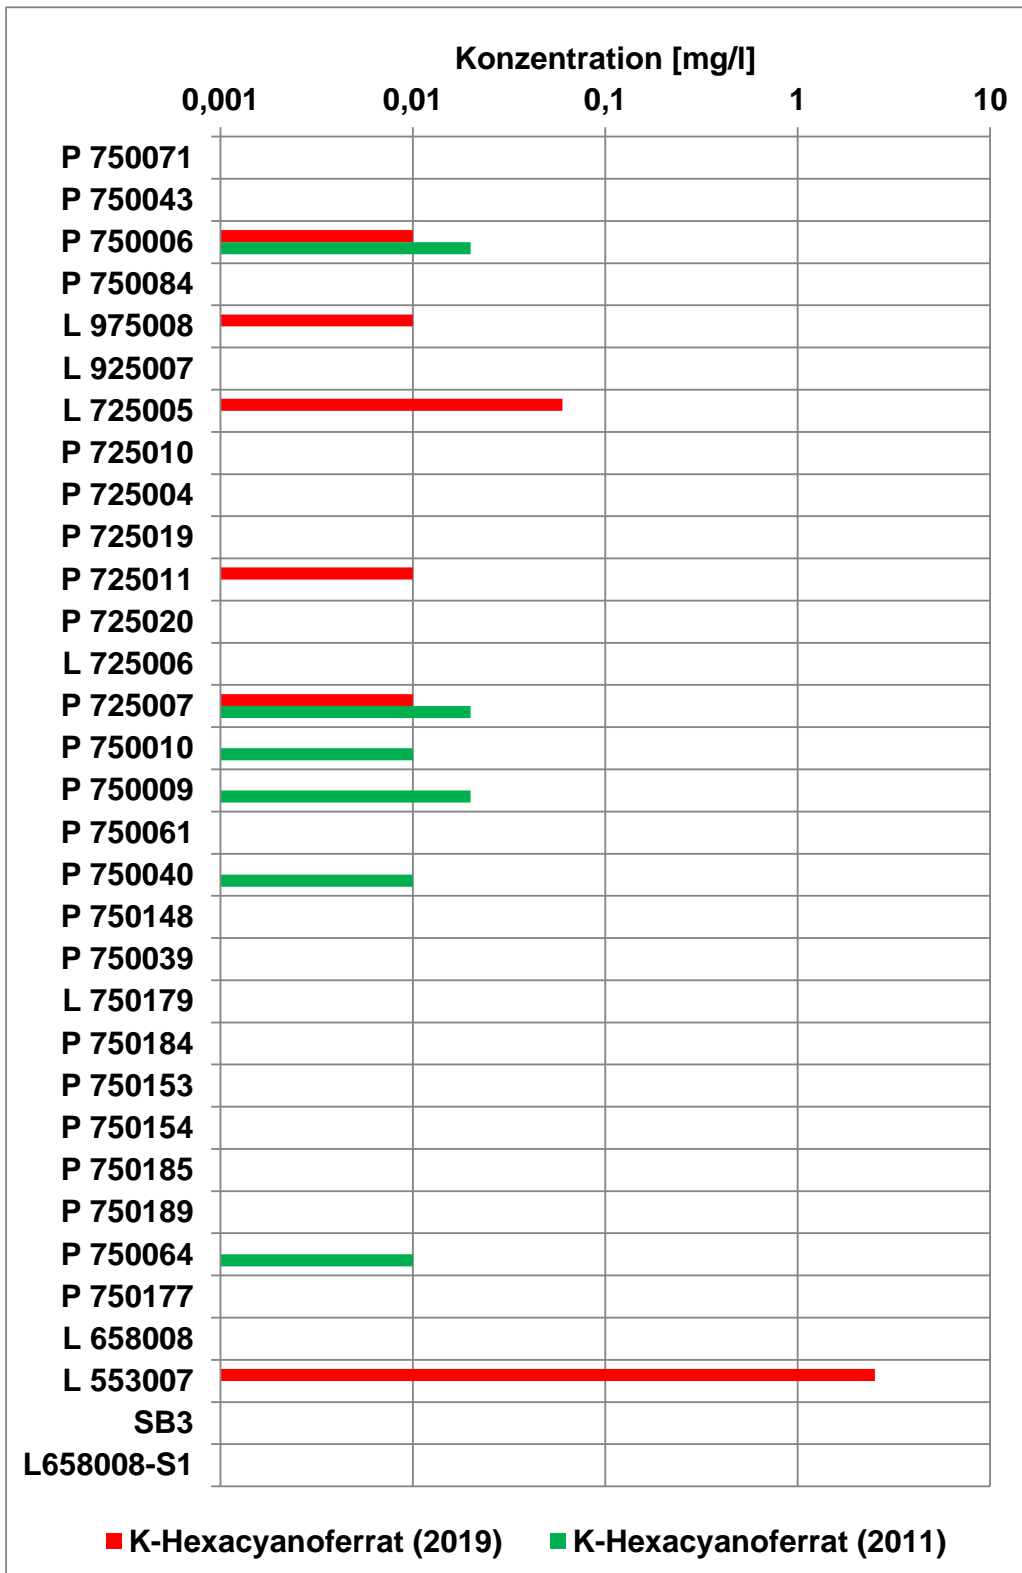 Konzentration [mg/l]
0,001 0,01 0,1 1 10
P 750071
P 750043
P 750006
P 750084
L 975008
L 925007
L 725005
P 725010
P 725004
P 725019
P 725011
P 725020
L 725006
P 725007
P 750010
P 750009
P 750061
P 750040
P 750148
P 750039
L 750179
P 750184
P 750153
P 750154
P 750185
P 750189
P 750064
P 750177
L 658008
L 553007
SB3
L658008-S1
K-Hexacyanoferrat (2019) K-Hexacyanoferrat (2011)